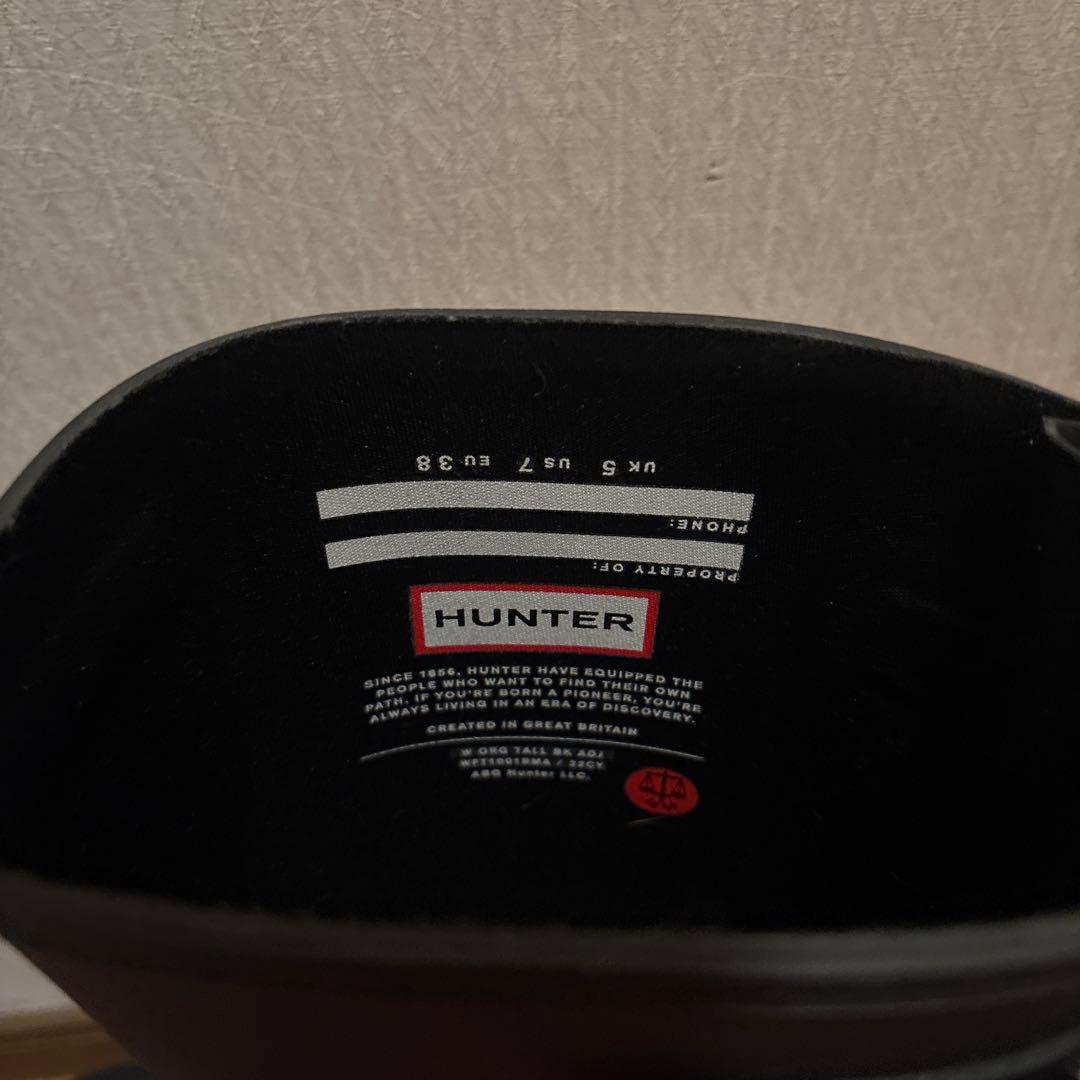 UK 5 US 7 EU 38
PHONE:
PROPERTY OF:
HUNTER
SINCE 1856, HUNTER HAVE EQUIPPED THE
PEOPLE WHO WANT TO FIND THEIR OWN
PATH. IF YOU'RE BORN A PIONEER, YOU'RE
ALWAYS LIVING IN AN ERA OF DISCOVERY.
CREATED IN GREAT BRITAIN
W ORG TALL BK ADJ
WFT1001RMA / 22CY
ABG Hunter LLC.